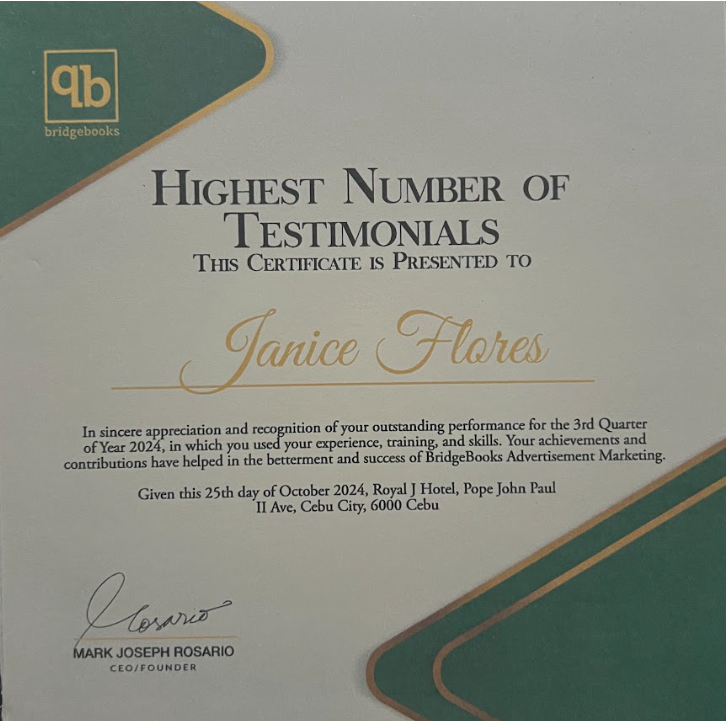 qb
bridgebooks
HIGHEST NUMBER OF
TESTIMONIALS
THIS CERTIFICATE IS PRESENTED TO
Janice Flores
In sincere appreciation and recognition of your outstanding performance for the 3rd Quarter
of Year 2024, in which you used your experience, training, and skills. Your achievements and
contributions have helped in the betterment and success of BridgeBooks Advertisement Marketing.
Given this 25th day of October 2024, Royal J Hotel, Pope John Paul
II Ave, Cebu City, 6000 Cebu
Rosario
MARK JOSEPH ROSARIO
CEO/FOUNDER